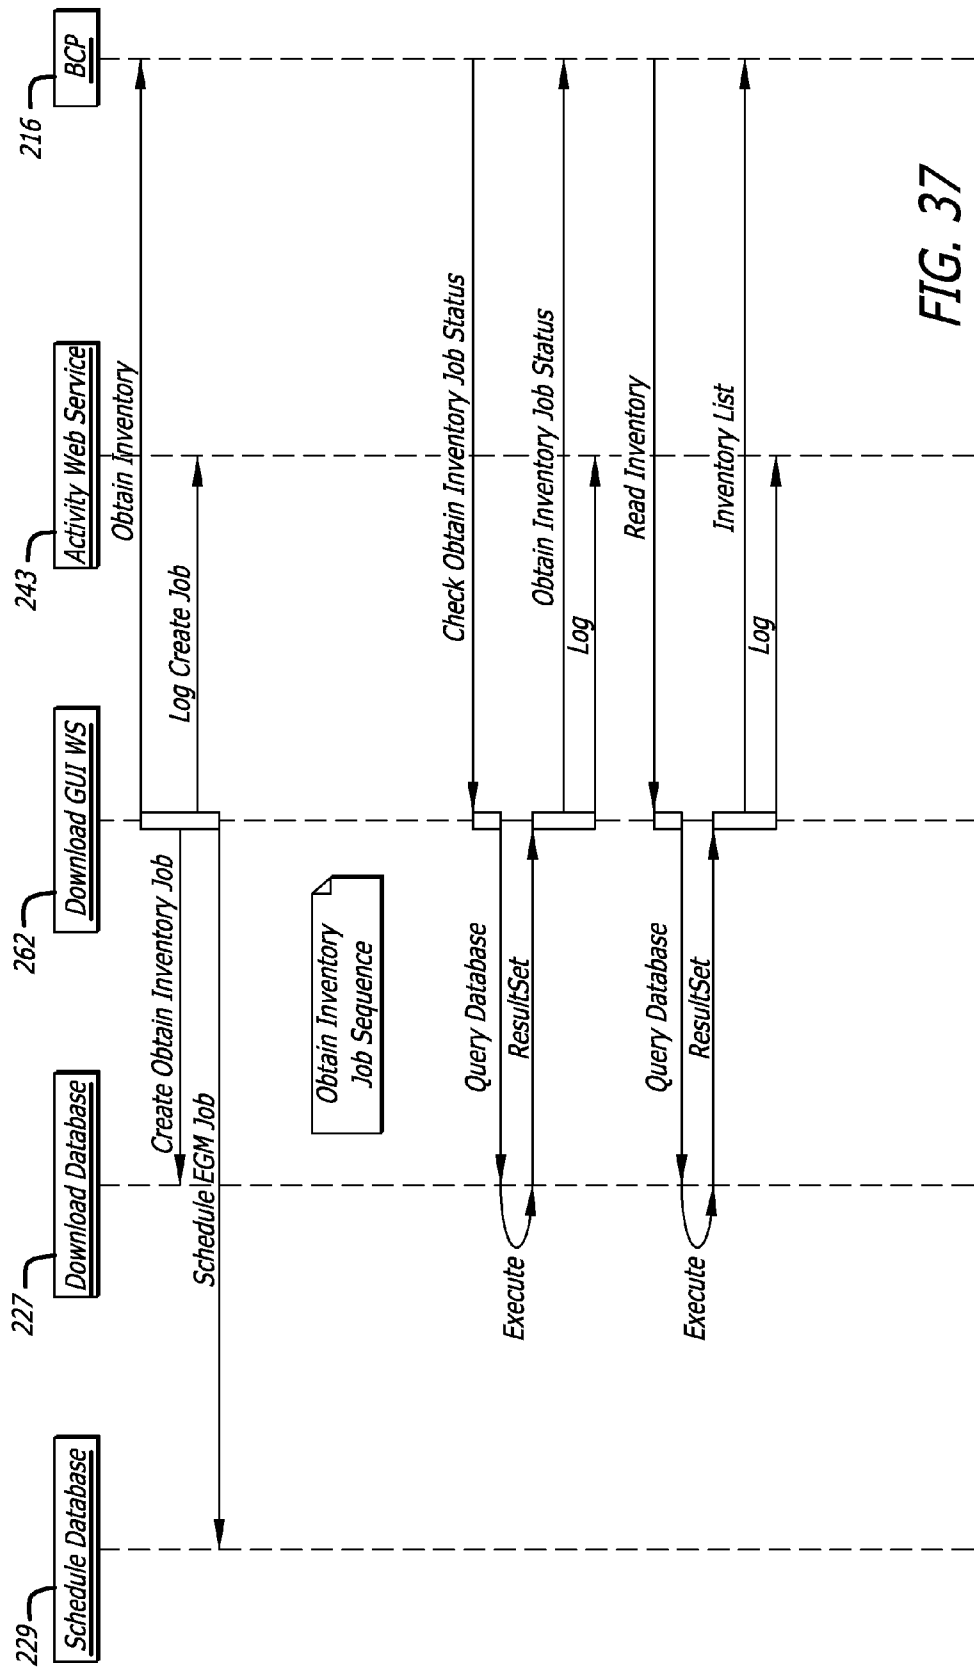 229
227
262
243
216
Schedule Database
Download Database
Download GUI WS
Activity Web Service
BCP
Obtain Inventory
Create Obtain Inventory Job
Log Create Job
Schedule EGM Job
Obtain Inventory
Job Sequence
Check Obtain Inventory Job Status
Query Database
Execute
ResultSet
Obtain Inventory Job Status
Log
Read Inventory
Query Database
Execute
ResultSet
Inventory List
Log
FIG. 37